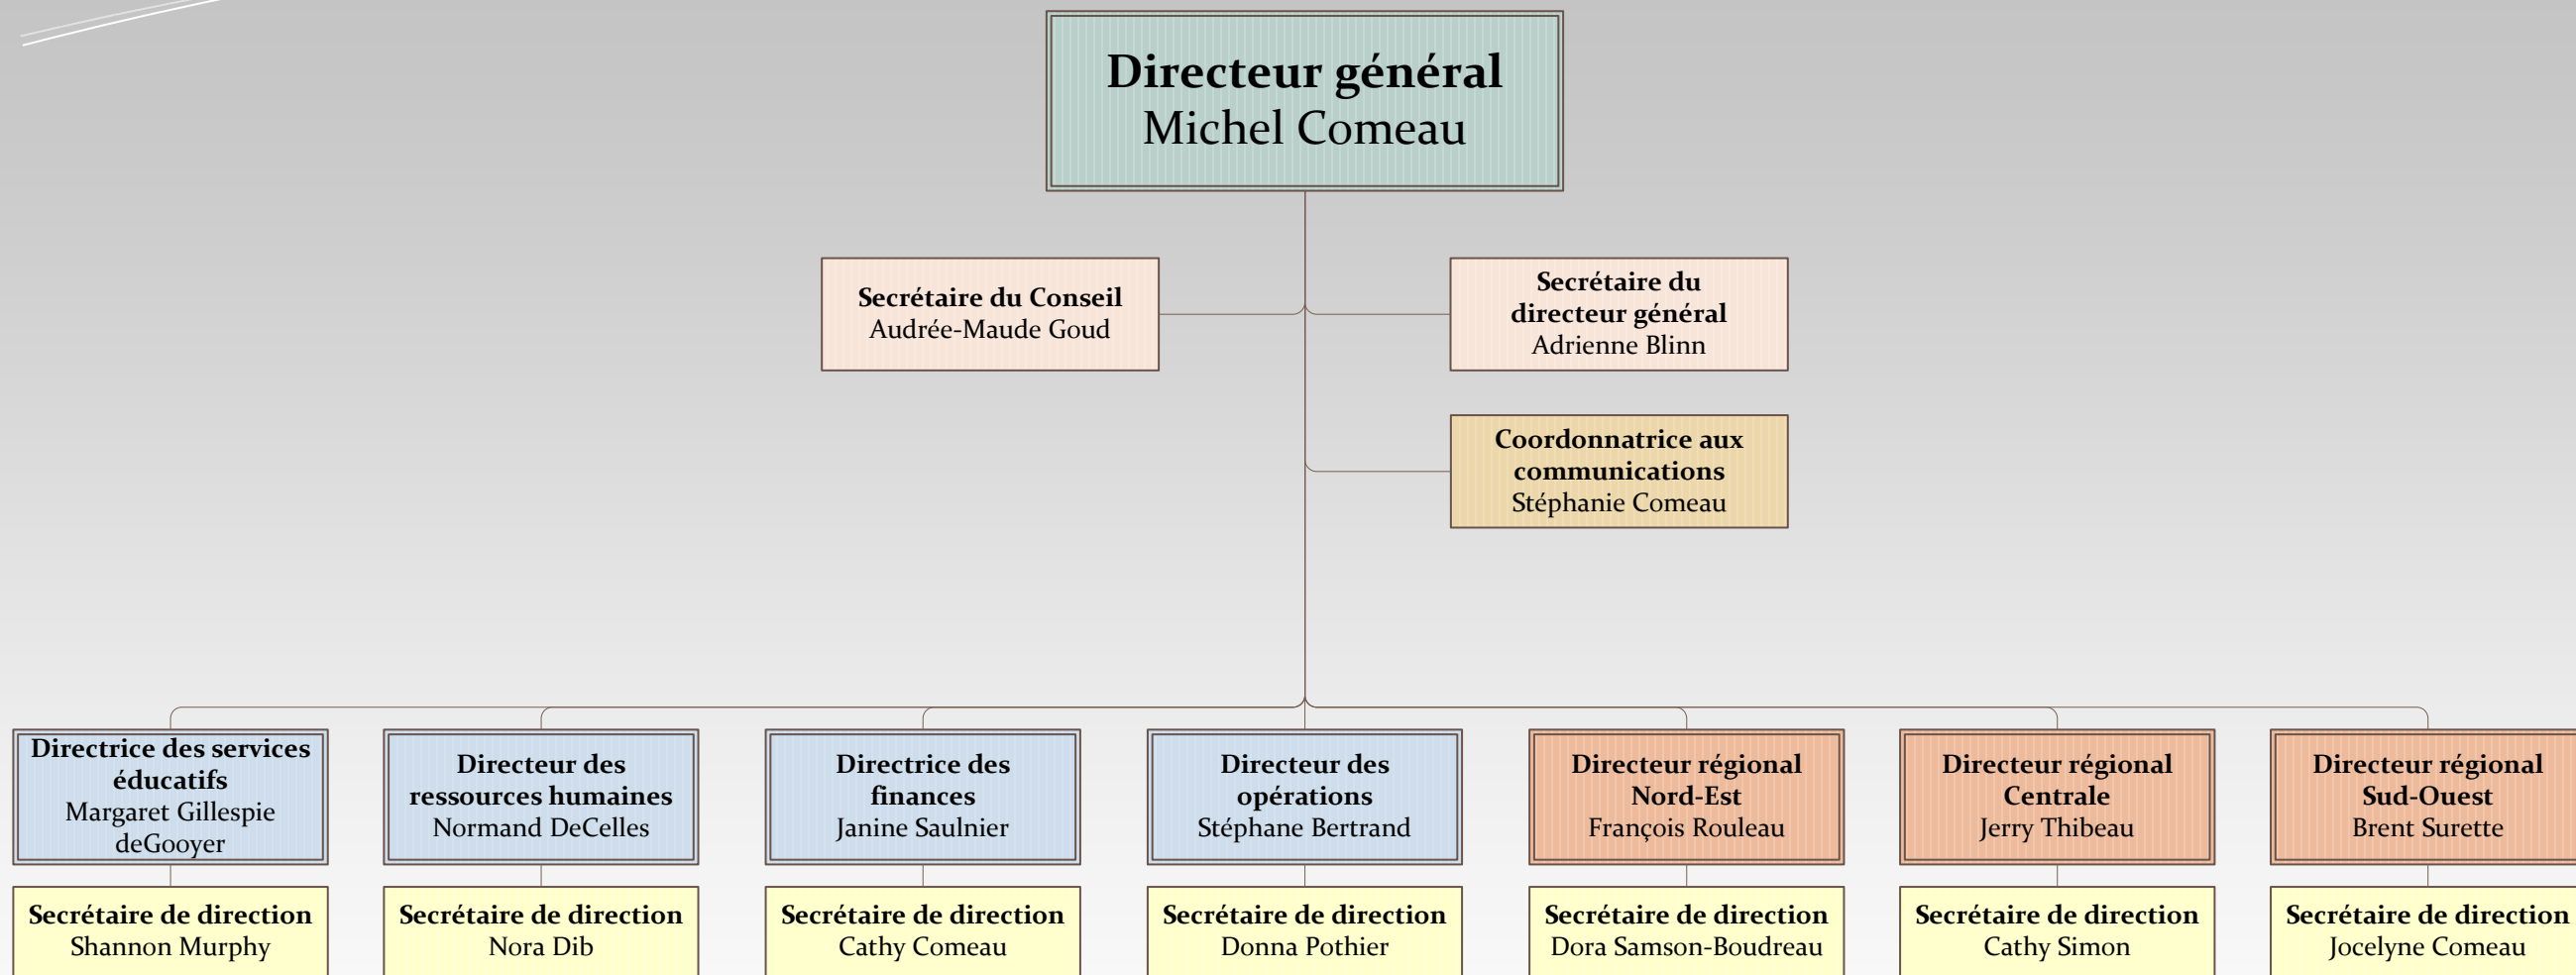 Directeur général
Michel Comeau
Secrétaire du Conseil
Audrée-Maude Goud
Secrétaire du
directeur général
Adrienne Blinn
Coordonnatrice aux
communications
Stéphanie Comeau
Directrice des services
éducatifs
Margaret Gillespie
deGooyer
Directeur des
ressources humaines
Normand DeCelles
Directrice des
finances
Janine Saulnier
Directeur des
opérations
Stéphane Bertrand
Directeur régional
Nord-Est
François Rouleau
Directeur régional
Centrale
Jerry Thibeau
Directeur régional
Sud-Ouest
Brent Surette
Secrétaire de direction
Shannon Murphy
Secrétaire de direction
Nora Dib
Secrétaire de direction
Cathy Comeau
Secrétaire de direction
Donna Pothier
Secrétaire de direction
Dora Samson-Boudreau
Secrétaire de direction
Cathy Simon
Secrétaire de direction
Jocelyne Comeau